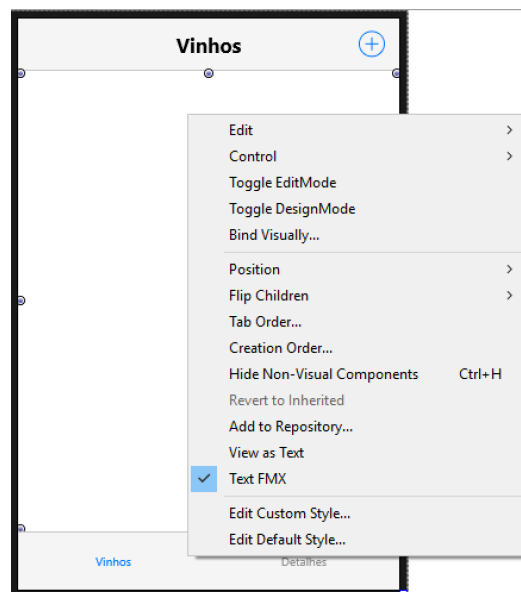 Vinhos
Edit
Control
Toggle EditMode
Toggle DesignMode
Bind Visually...
Position
Flip Children
Tab Order...
Creation Order...
Hide Non-Visual Components Ctrl+H
Revert to Inherited
Add to Repository...
View as Text
Text FMX
Edit Custom Style...
Edit Default Style...
Vinhos Detalhes